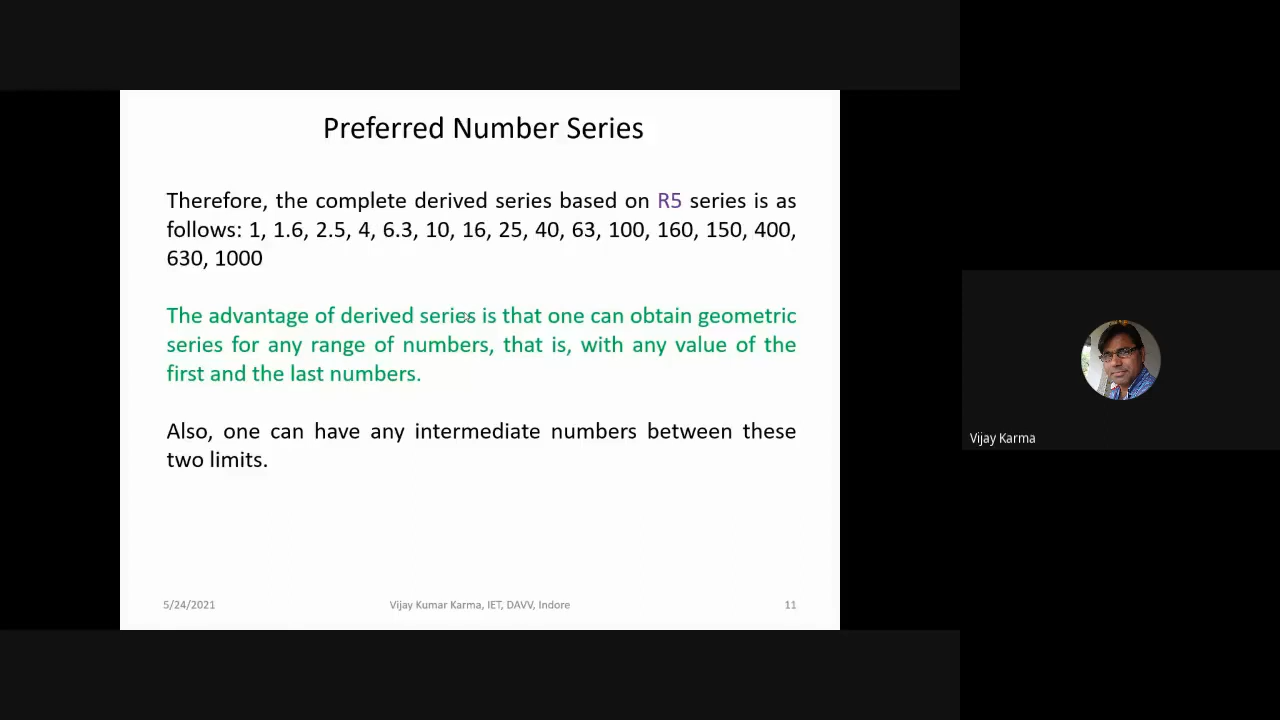 Preferred Number Series
Therefore, the complete derived series based on R5 series is as
follows: 1, 1.6, 2.5, 4, 6.3, 10, 16, 25, 40, 63, 100, 160, 150, 400,
630, 1000
The advantage of derived series is that one can obtain geometric
series for any range of numbers, that is, with any value of the
first and the last numbers.
Also, one can have any intermediate numbers between these
two limits.
5/24/2021
Vijay Kumar Karma, IET, DAVV, Indore
11
Vijay Karma